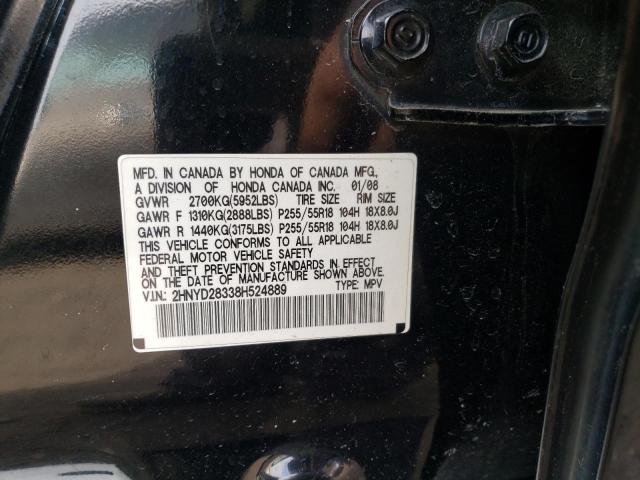 MFD. IN CANADA BY HONDA OF CANADA MFG.,
A DIVISION OF HONDA CANADA INC. 01/08
GVWR 2700KG(5952LBS) TIRE SIZE RIM SIZE
GAWR F 1310KG(2888LBS) P255/55R18 104H 18X8.0J
GAWR R 1440KG(3175LBS) P255/55R18 104H 18X8.0J
THIS VEHICLE CONFORMS TO ALL APPLICABLE
FEDERAL MOTOR VEHICLE SAFETY
AND THEFT PREVENTION STANDARDS IN EFFECT
ON THE DATE OF MANUFACTURE SHOWN ABOVE.
V.I.N.: 2HNYD28338H524889 TYPE: MPV